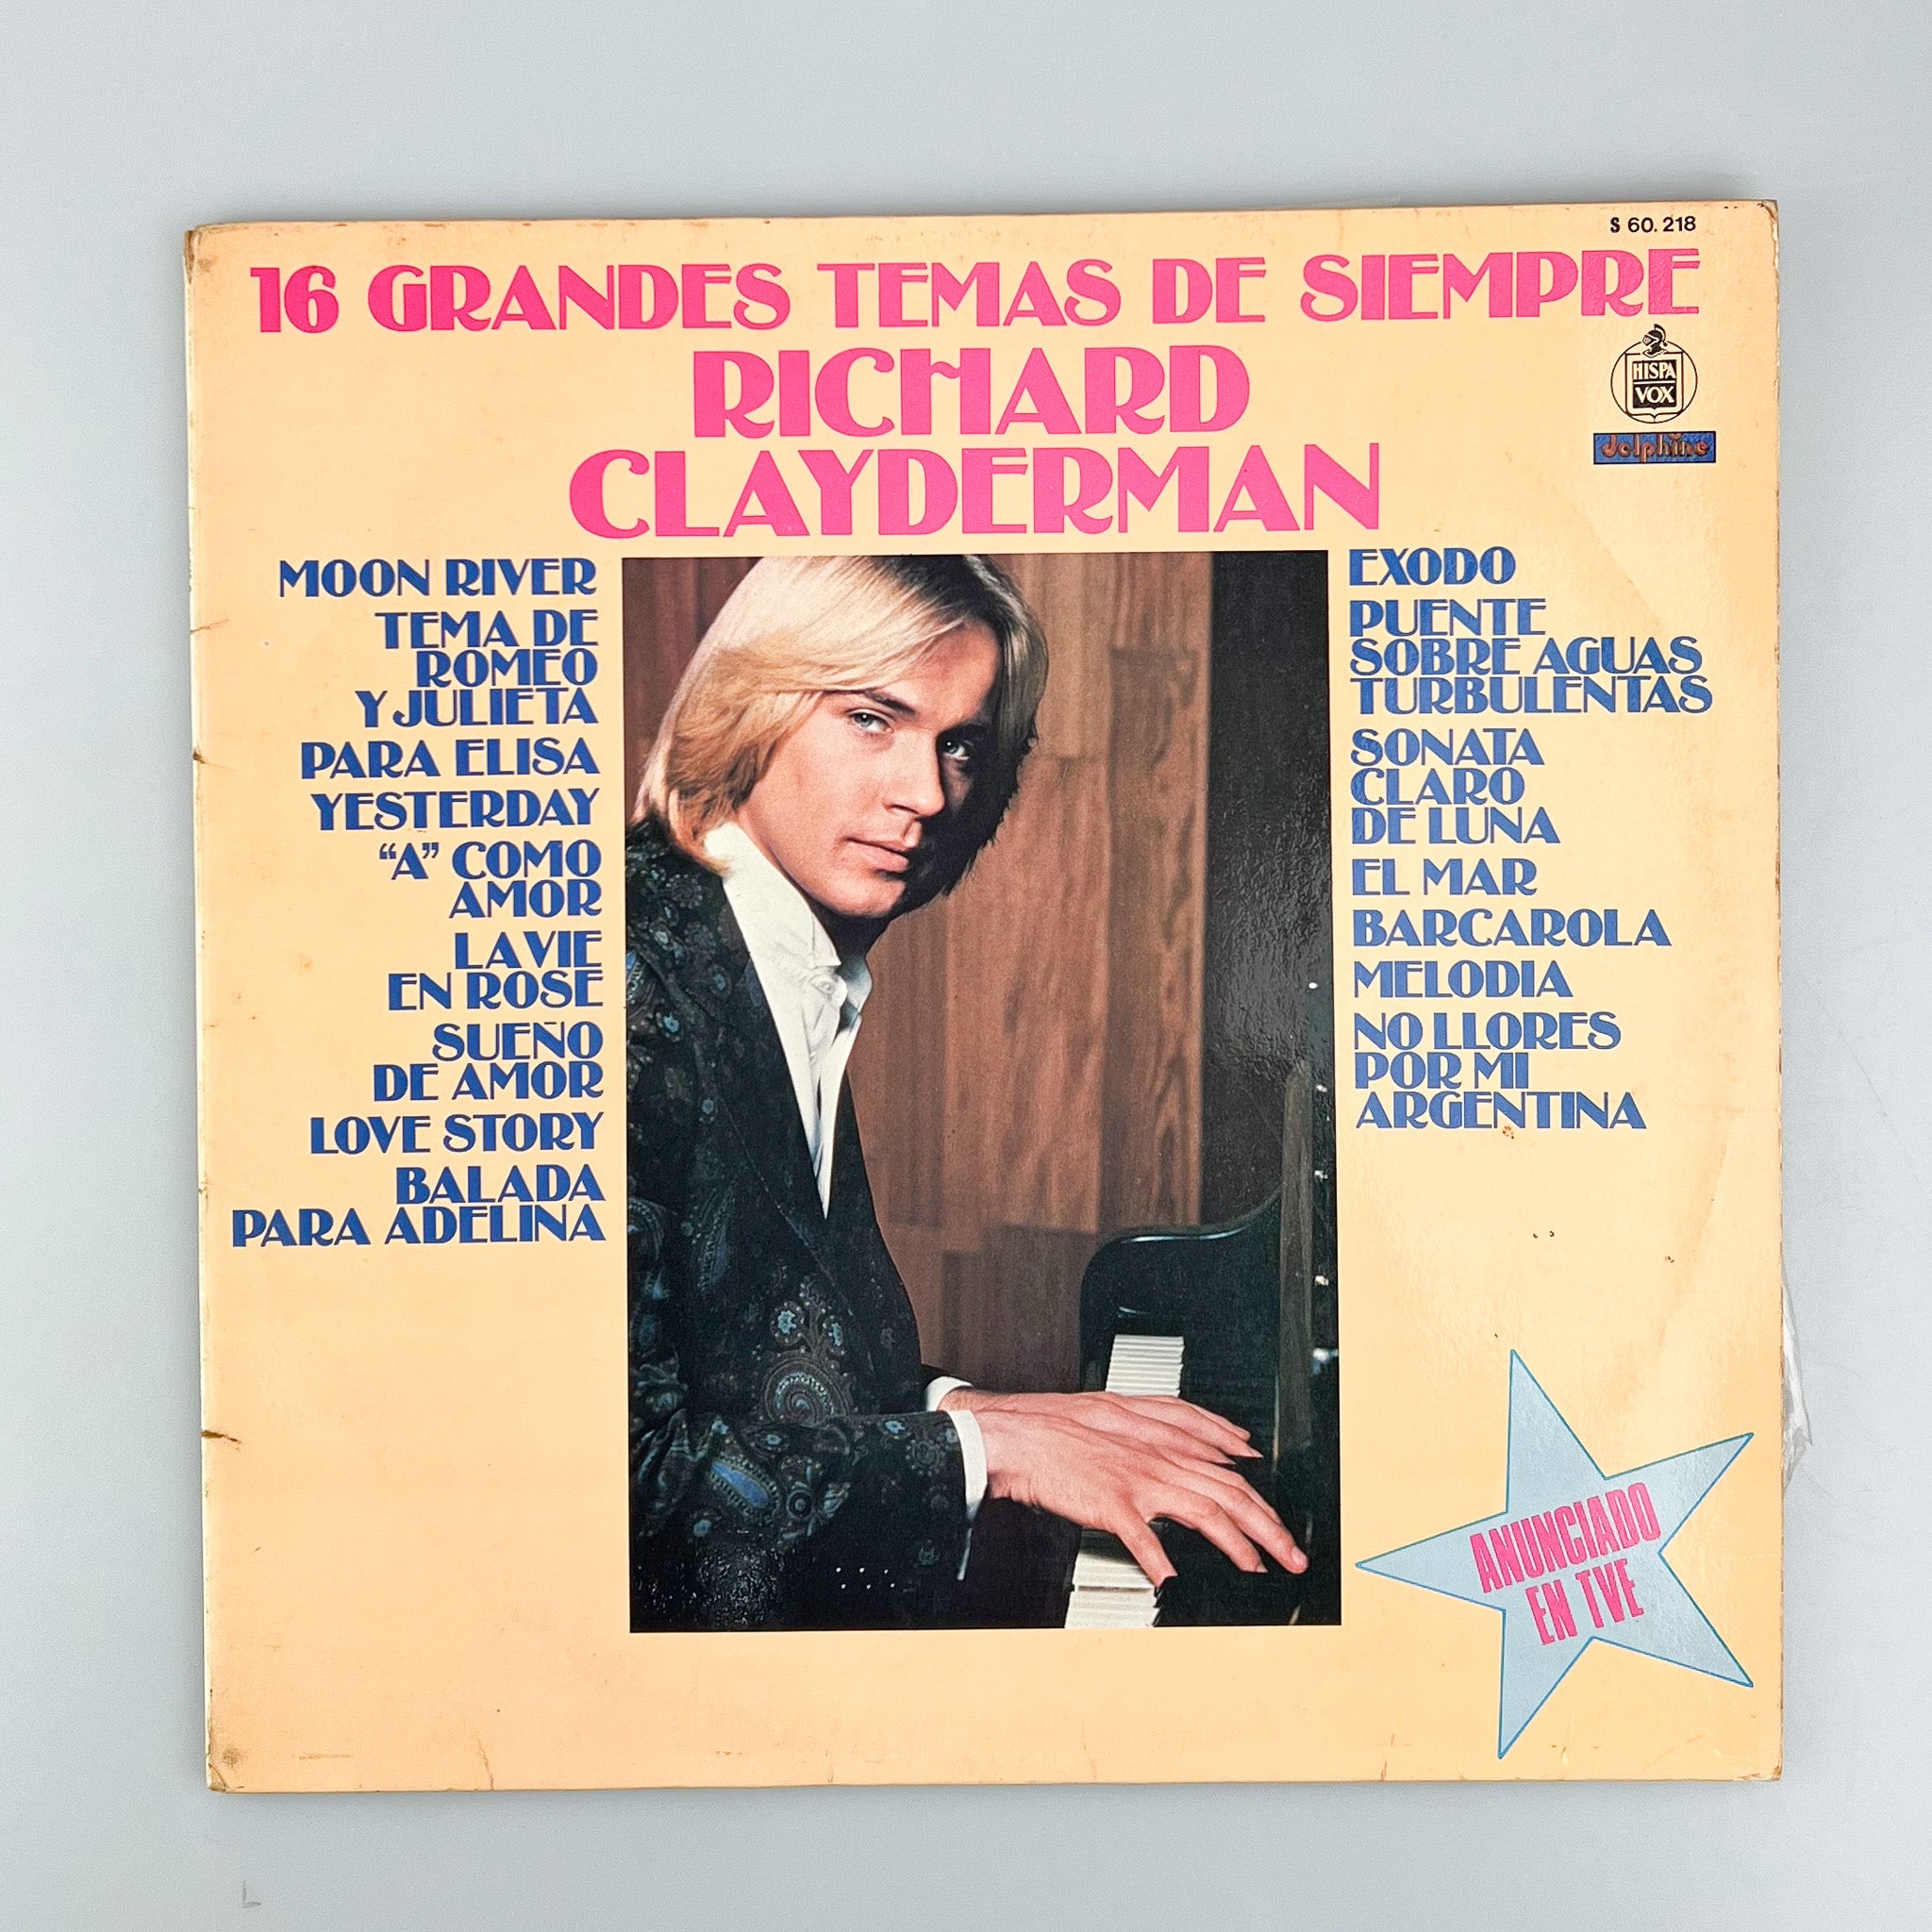 S 60.218
16 GRANDES TEMAS DE SIEMPRE
RICHARD
CLAYDERMAN
HISPA
VOX
delphine
MOON RIVER
TEMA DE
ROMEO
Y JULIETA
PARA ELISA
YESTERDAY
“A” COMO
AMOR
LA VIE
EN ROSE
SUEÑO
DE AMOR
LOVE STORY
BALADA
PARA ADELINA
EXODO
PUENTE
SOBRE AGUAS
TURBULENTAS
SONATA
CLARO
DE LUNA
EL MAR
BARCAROLA
MELODIA
NO LLORES
POR MI
ARGENTINA
ANUNCIADO
EN TVE